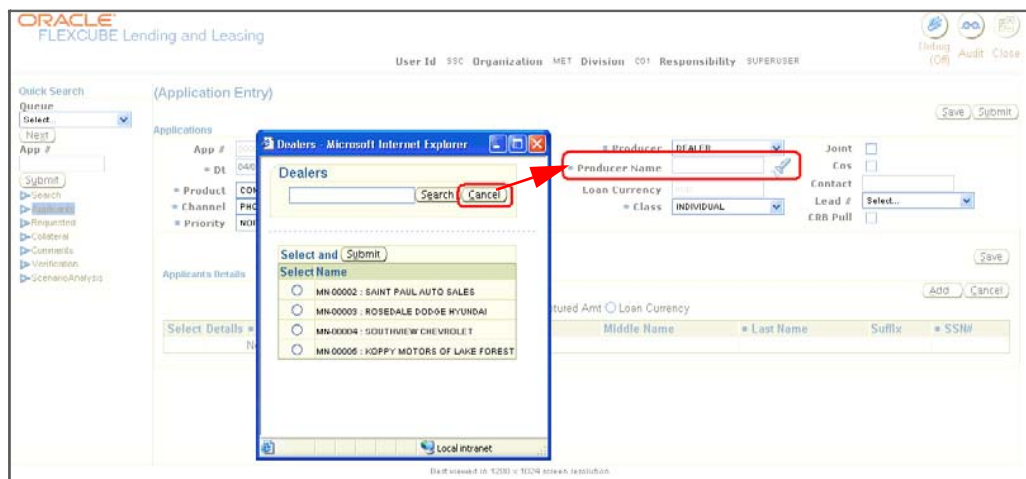 ORACLE
FLEXCUBE Lending and Leasing
Debug (Off) Audit Close
User Id SSC Organization MET Division C01 Responsibility SUPERUSER
Quick Search
Queue
Select...
Next
App #
Submit
Search
Applicants
Requested
Collateral
Comments
Verification
ScenarioAnalysis
(Application Entry)
Save Submit
Applications
App #
* Dt
* Product
* Channel PHO
* Priority
* Producer DEALER
* Producer Name
Loan Currency
* Class INDIVIDUAL
Joint
Cos
Contact
Lead # Select...
CRB Pull
Save
Applicants Details
Add Cancel
Amt Loan Currency
Select Details * Middle Name * Last Name Suffix * SSN#
Dealers - Microsoft Internet Explorer
Dealers
Search Cancel
Select and Submit
Select Name
MN-00002 : SAINT PAUL AUTO SALES
MN-00003 : ROSEDALE DODGE HYUNDAI
MN-00004 : SOUTHVIEW CHEVROLET
MN-00005 : KOPPY MOTORS OF LAKE FOREST
Local intranet
Best viewed in 1280 x 1024 screen resolution